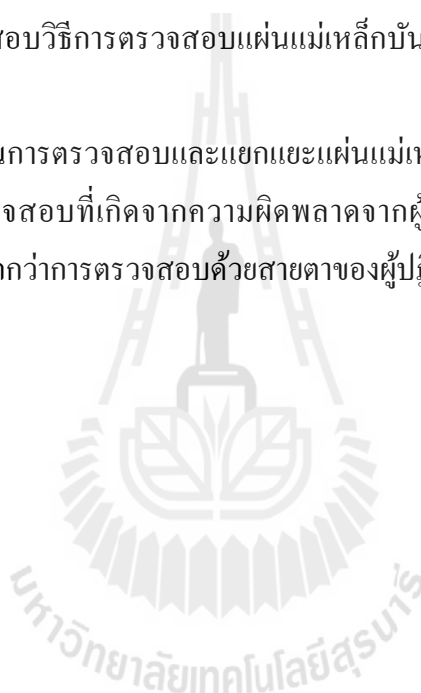 สอบวิธีการตรวจสอบแผ่นแม่เหล็กบัน
นการตรวจสอบและแยกแยะแผ่นแม่เห
จสอบที่เกิดจากความผิดพลาดจากผู้
ากว่าการตรวจสอบด้วยสายตาของผู้ปฏิ
มหาวิทยาลัยเทคโนโลยีสุรนารี